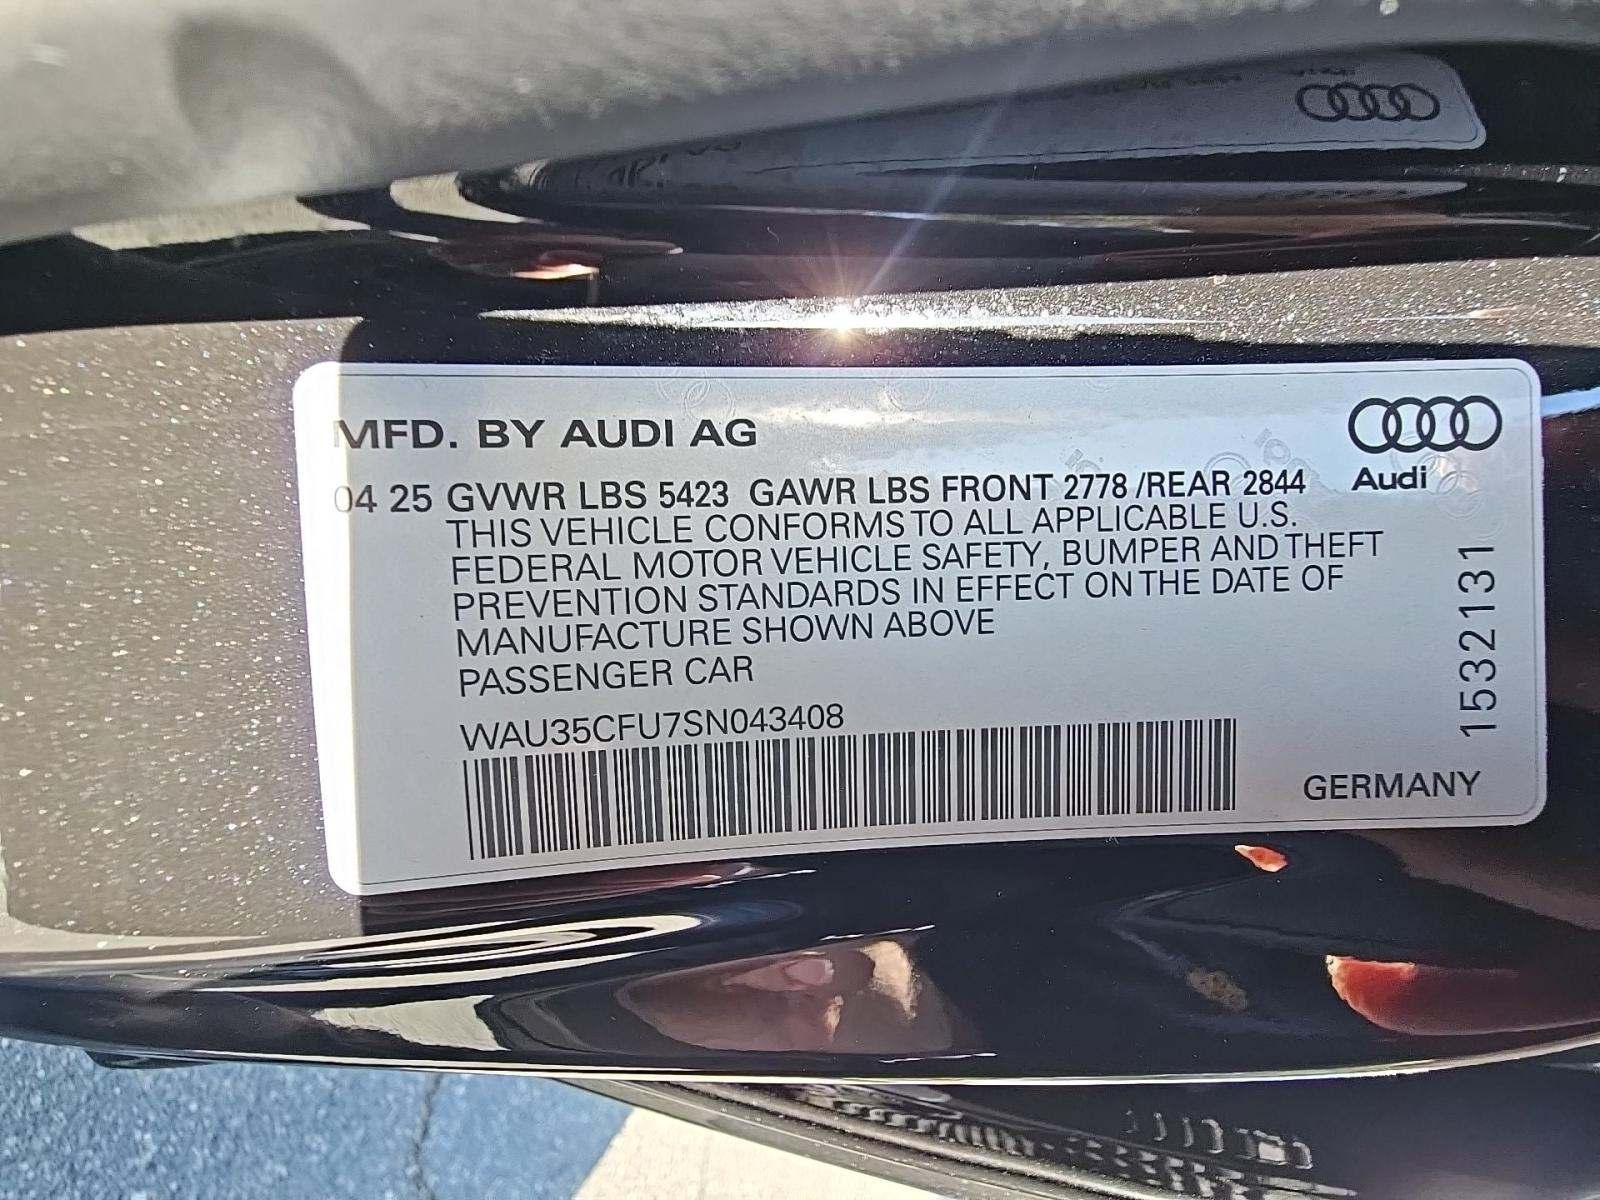 MFD. BY AUDI AG
04 25 GVWR LBS 5423 GAWR LBS FRONT 2778 /REAR 2844
THIS VEHICLE CONFORMS TO ALL APPLICABLE U.S.
FEDERAL MOTOR VEHICLE SAFETY, BUMPER AND THEFT
PREVENTION STANDARDS IN EFFECT ON THE DATE OF
MANUFACTURE SHOWN ABOVE
PASSENGER CAR
WAU35CFU7SN043408
Audi
1532131
GERMANY